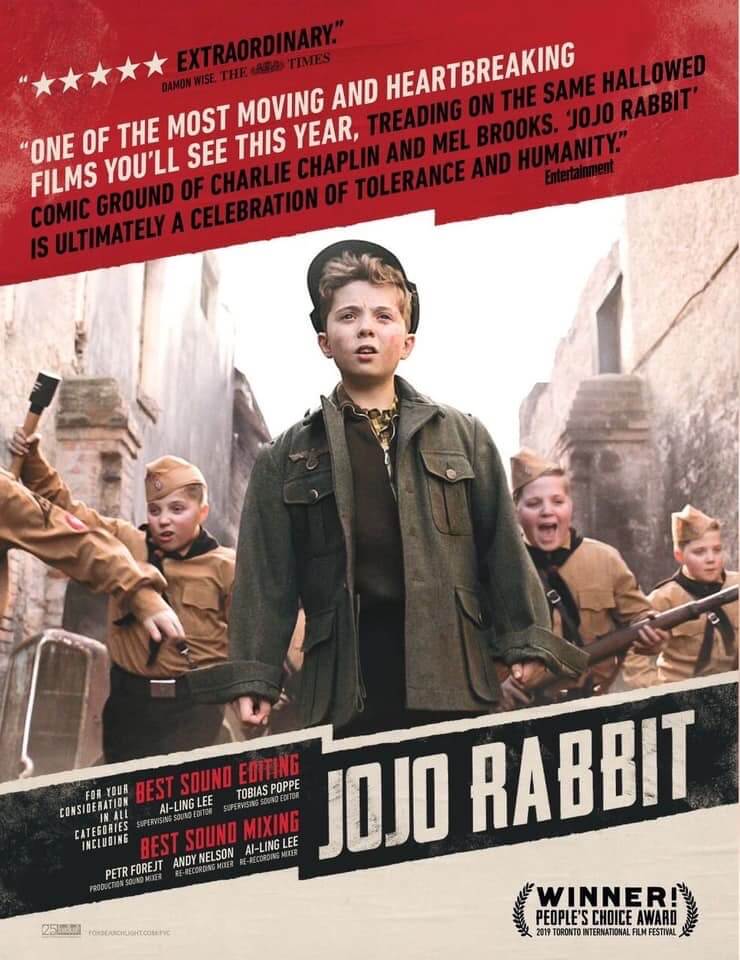 "★★★★★ EXTRAORDINARY."
DAMON WISE, THE TIMES
"ONE OF THE MOST MOVING AND HEARTBREAKING
FILMS YOU'LL SEE THIS YEAR, TREADING ON THE SAME HALLOWED
COMIC GROUND OF CHARLIE CHAPLIN AND MEL BROOKS. 'JOJO RABBIT'
IS ULTIMATELY A CELEBRATION OF TOLERANCE AND HUMANITY."
Entertainment
FOR YOUR
CONSIDERATION
IN ALL
CATEGORIES
INCLUDING
BEST SOUND EDITING
AI-LING LEE TOBIAS POPPE
SUPERVISING SOUND EDITOR SUPERVISING SOUND EDITOR
BEST SOUND MIXING
PETR FOREJT ANDY NELSON AI-LING LEE
PRODUCTION SOUND MIXER RE-RECORDING MIXER RE-RECORDING MIXER
JOJO RABBIT
WINNER!
PEOPLE'S CHOICE AWARD
2019 TORONTO INTERNATIONAL FILM FESTIVAL
25
FOXSEARCHLIGHT.COM/FYC